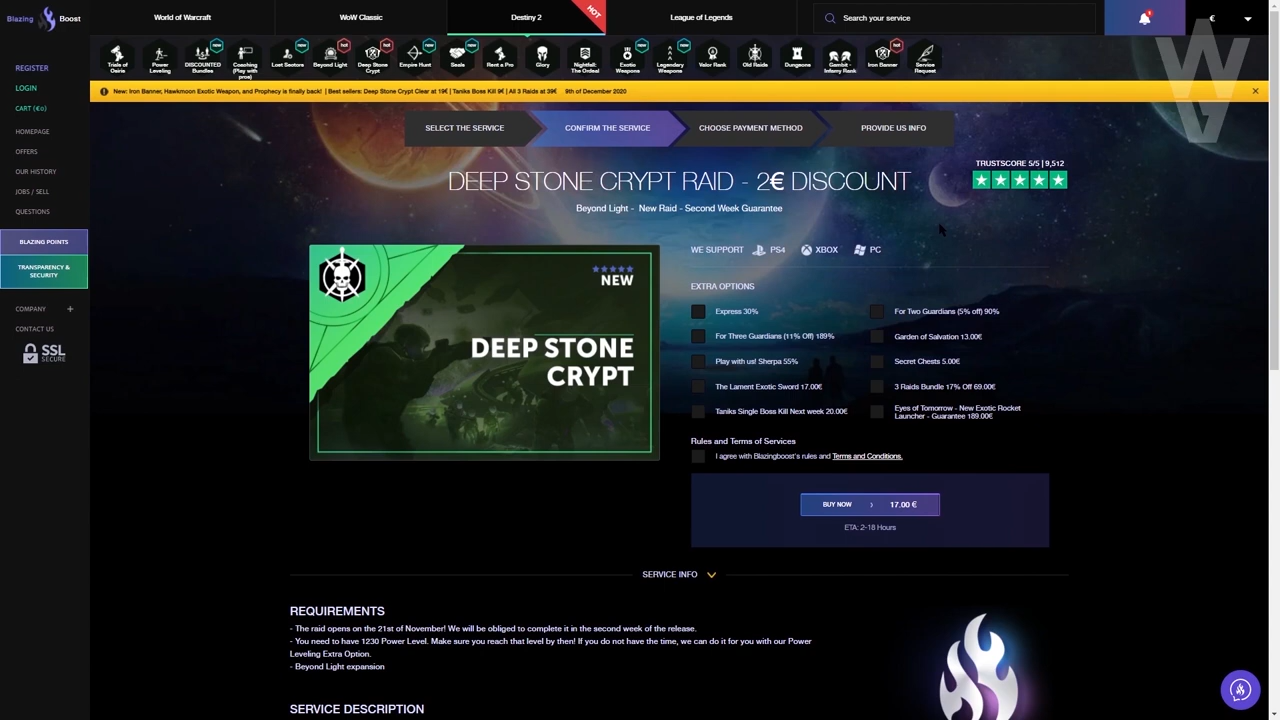 Blazing Boost
World of Warcraft
WoW Classic
Destiny 2
HOT
League of Legends
Search your service
6
€
REGISTER
LOGIN
CART (€0)
HOMEPAGE
OFFERS
OUR HISTORY
JOBS / SELL
QUESTIONS
BLAZING POINTS
TRANSPARENCY &
SECURITY
COMPANY +
CONTACT US
SSL
SECURE
Trials of
Osiris
Power
Leveling
new
DISCOUNTED
Bundles
Coaching
(Play with
pros)
new
Lost Sectors
hot
Beyond Light
hot
Deep Stone
Crypt
new
Empire Hunt
new
Seals
Rent a Pro
Glory
Nightfall:
The Ordeal
new
Exotic
Weapons
new
Legendary
Weapons
Valor Rank
Old Raids
Dungeons
Gambit -
Infamy Rank
hot
Iron Banner
Service
Request
New: Iron Banner, Hawkmoon Exotic Weapon, and Prophecy is finally back! | Best sellers: Deep Stone Crypt Clear at 19€ | Taniks Boss Kill 9€ | All 3 Raids at 39€ 9th of December 2020
SELECT THE SERVICE
CONFIRM THE SERVICE
CHOOSE PAYMENT METHOD
PROVIDE US INFO
TRUSTSCORE 5/5 | 9,512
DEEP STONE CRYPT RAID - 2€ DISCOUNT
Beyond Light - New Raid - Second Week Guarantee
NEW
DEEP STONE
CRYPT
WE SUPPORT PS4 XBOX PC
EXTRA OPTIONS
Express 30%
For Two Guardians (5% off) 90%
For Three Guardians (11% Off) 189%
Garden of Salvation 13.00€
Play with us! Sherpa 55%
Secret Chests 5.00€
The Lament Exotic Sword 17.00€
3 Raids Bundle 17% Off 69.00€
Taniks Single Boss Kill Next week 20.00€
Eyes of Tomorrow - New Exotic Rocket
Launcher - Guarantee 189.00€
Rules and Terms of Services
I agree with Blazingboost's rules and Terms and Conditions.
BUY NOW 17.00 €
ETA: 2-18 Hours
SERVICE INFO
REQUIREMENTS
- The raid opens on the 21st of November! We will be obliged to complete it in the second week of the release.
- You need to have 1230 Power Level. Make sure you reach that level by then! If you do not have the time, we can do it for you with our Power
Leveling Extra Option.
- Beyond Light expansion
SERVICE DESCRIPTION